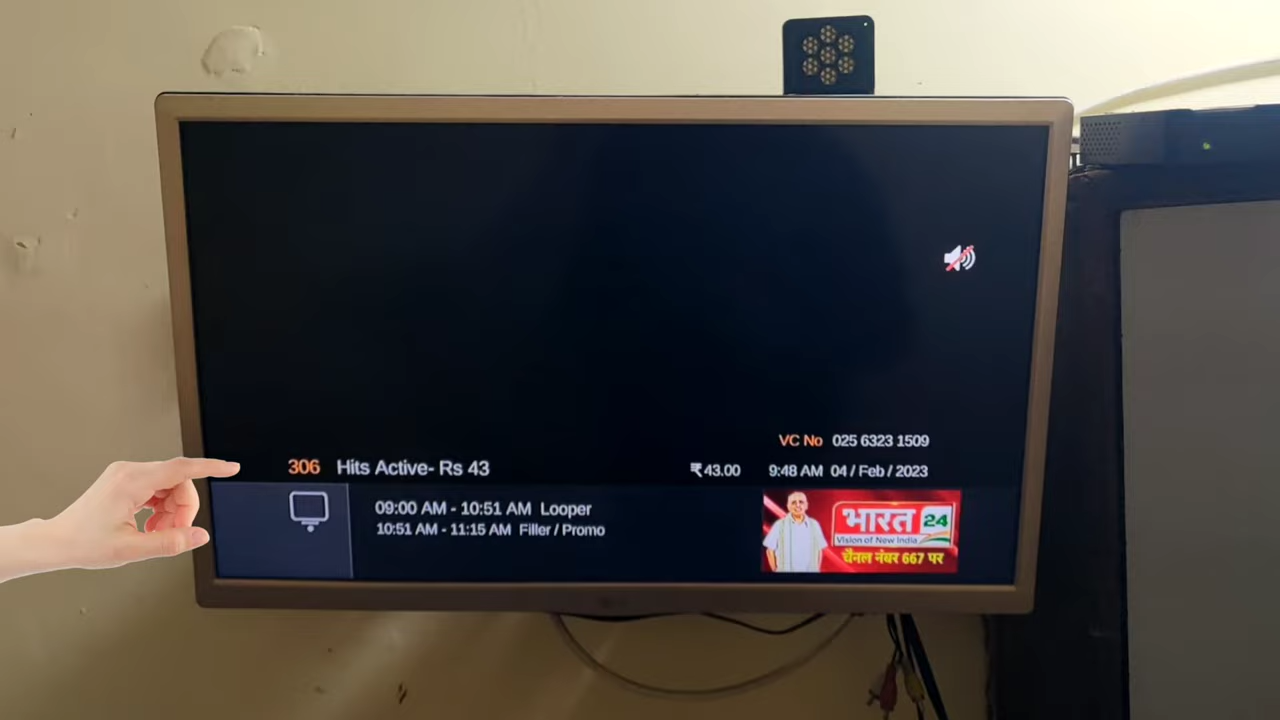 VC No 025 6323 1509
306 Hits Active- Rs 43 ₹43.00 9:48 AM 04 / Feb / 2023
09:00 AM - 10:51 AM Looper
10:51 AM - 11:15 AM Filler / Promo
भारत 24
Vision of New India
चैनल नंबर 667 पर